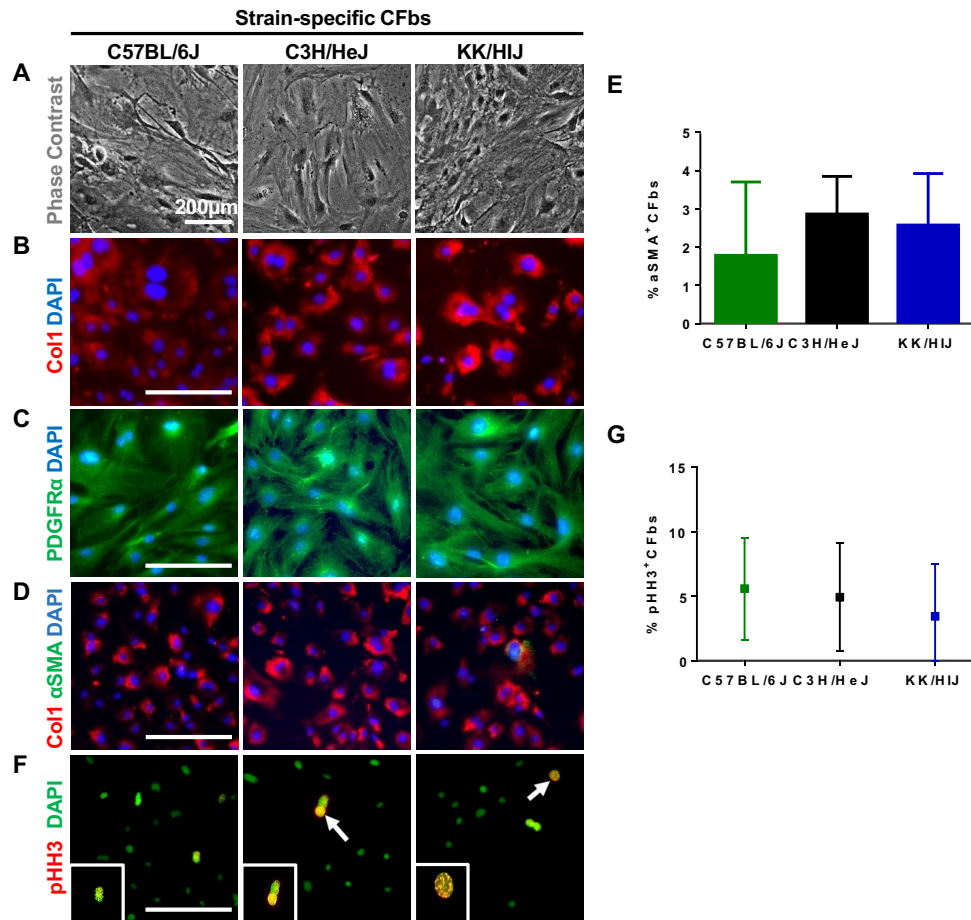 Strain-specific CFbs
C57BL/6J
C3H/HeJ
KK/HIJ
A
Phase Contrast
200µm
B
Col1 DAPI
C
PDGFRα DAPI
D
Col1 αSMA DAPI
F
pHH3 DAPI
E
% aSMA+ CFbs
5
4
3
2
1
0
C57BL/6J
C3H/HeJ
KK/HIJ
G
% pHH3+ CFbs
15
10
5
0
C57BL/6J
C3H/HeJ
KK/HIJ